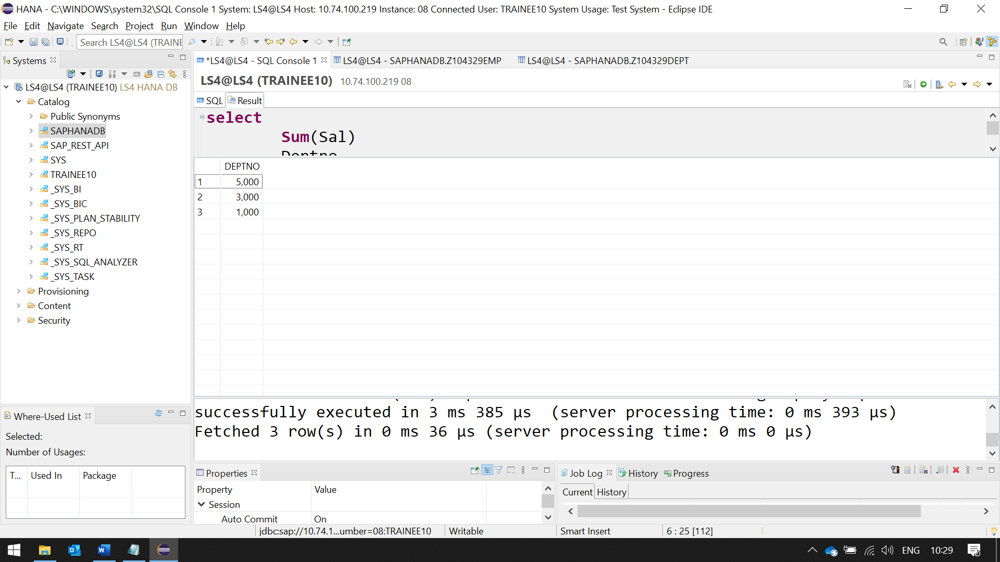 HANA - C:\WINDOWS\system32\SQL Console 1 System: LS4@LS4 Host: 10.74.100.219 Instance: 08 Connected User: TRAINEE10 System Usage: Test System - Eclipse IDE
File Edit Navigate Search Project Run Window Help
Search LS4@LS4 (TRAINE
Systems
LS4@LS4 (TRAINEE10) LS4 HANA DB
Catalog
Public Synonyms
SAPHANADB
SAP_REST_API
SYS
TRAINEE10
_SYS_BI
_SYS_BIC
_SYS_PLAN_STABILITY
_SYS_REPO
_SYS_RT
_SYS_SQL_ANALYZER
_SYS_TASK
Provisioning
Content
Security
*LS4@LS4 - SQL Console 1 LS4@LS4 - SAPHANADB.Z104329EMP LS4@LS4 - SAPHANADB.Z104329DEPT
LS4@LS4 (TRAINEE10) 10.74.100.219 08
SQL Result
select
Sum(Sal)
Deptno
DEPTNO
1 5,000
2 3,000
3 1,000
successfully executed in 3 ms 385 µs (server processing time: 0 ms 393 µs)
Fetched 3 row(s) in 0 ms 36 µs (server processing time: 0 ms 0 µs)
Where-Used List
Selected:
Number of Usages:
T... Used In Package
Properties
Property Value
Session
Auto Commit On
Job Log History Progress
Current History
jdbc:sap://10.74.1...umber=08:TRAINEE10 Writable Smart Insert 6 : 25 [112]
ENG 10:29